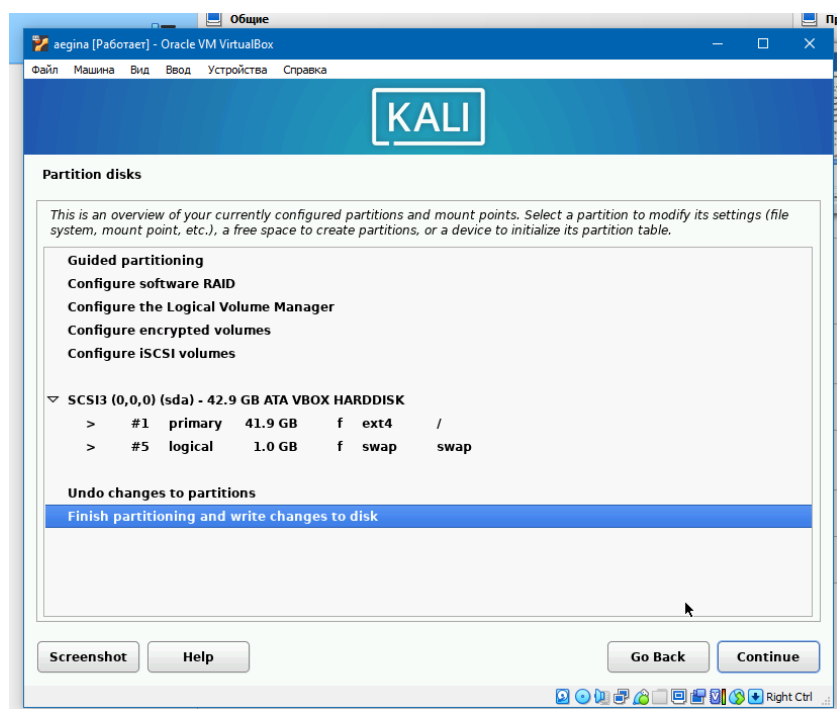 Общие
aegina [Работает] - Oracle VM VirtualBox
Файл Машина Вид Ввод Устройства Справка
KALI
Partition disks
This is an overview of your currently configured partitions and mount points. Select a partition to modify its settings (file
system, mount point, etc.), a free space to create partitions, or a device to initialize its partition table.
Guided partitioning
Configure software RAID
Configure the Logical Volume Manager
Configure encrypted volumes
Configure iSCSI volumes
SCSI3 (0,0,0) (sda) - 42.9 GB ATA VBOX HARDDISK
> #1 primary 41.9 GB f ext4 /
> #5 logical 1.0 GB f swap swap
Undo changes to partitions
Finish partitioning and write changes to disk
Screenshot Help Go Back Continue
Right Ctrl